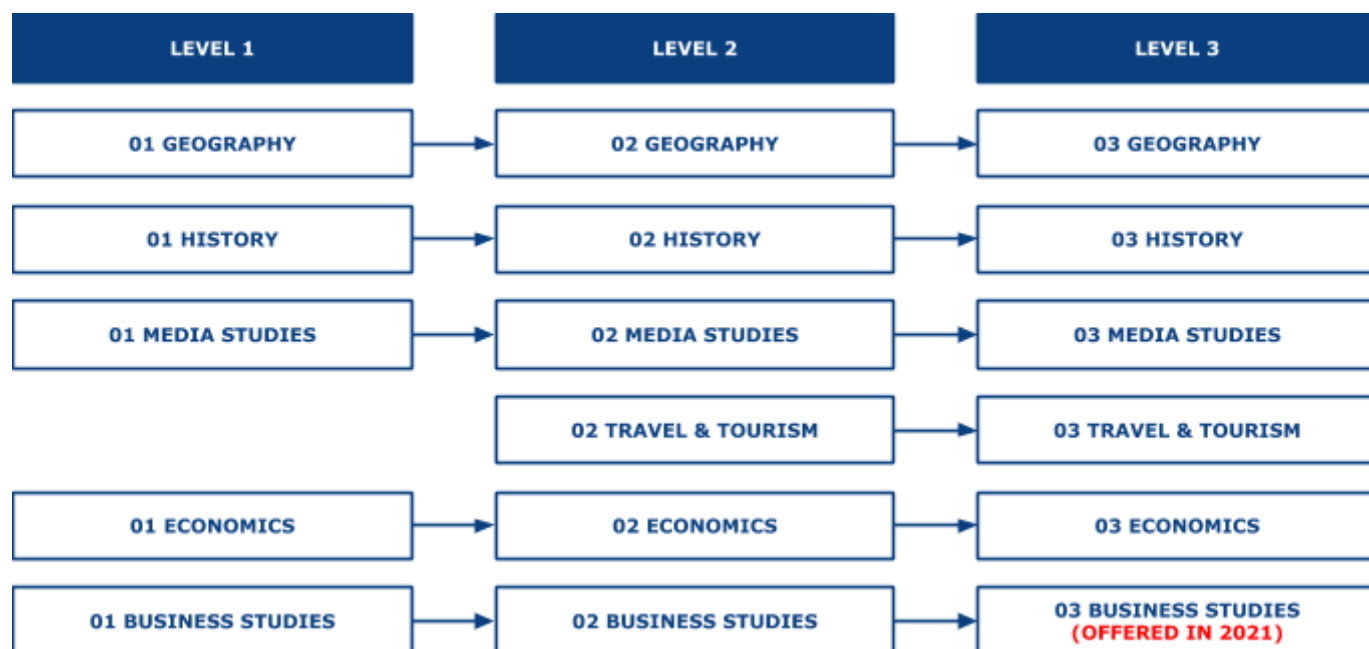 LEVEL 1
LEVEL 2
LEVEL 3
01 GEOGRAPHY
02 GEOGRAPHY
03 GEOGRAPHY
01 HISTORY
02 HISTORY
03 HISTORY
01 MEDIA STUDIES
02 MEDIA STUDIES
03 MEDIA STUDIES
02 TRAVEL & TOURISM
03 TRAVEL & TOURISM
01 ECONOMICS
02 ECONOMICS
03 ECONOMICS
01 BUSINESS STUDIES
02 BUSINESS STUDIES
03 BUSINESS STUDIES
(OFFERED IN 2021)